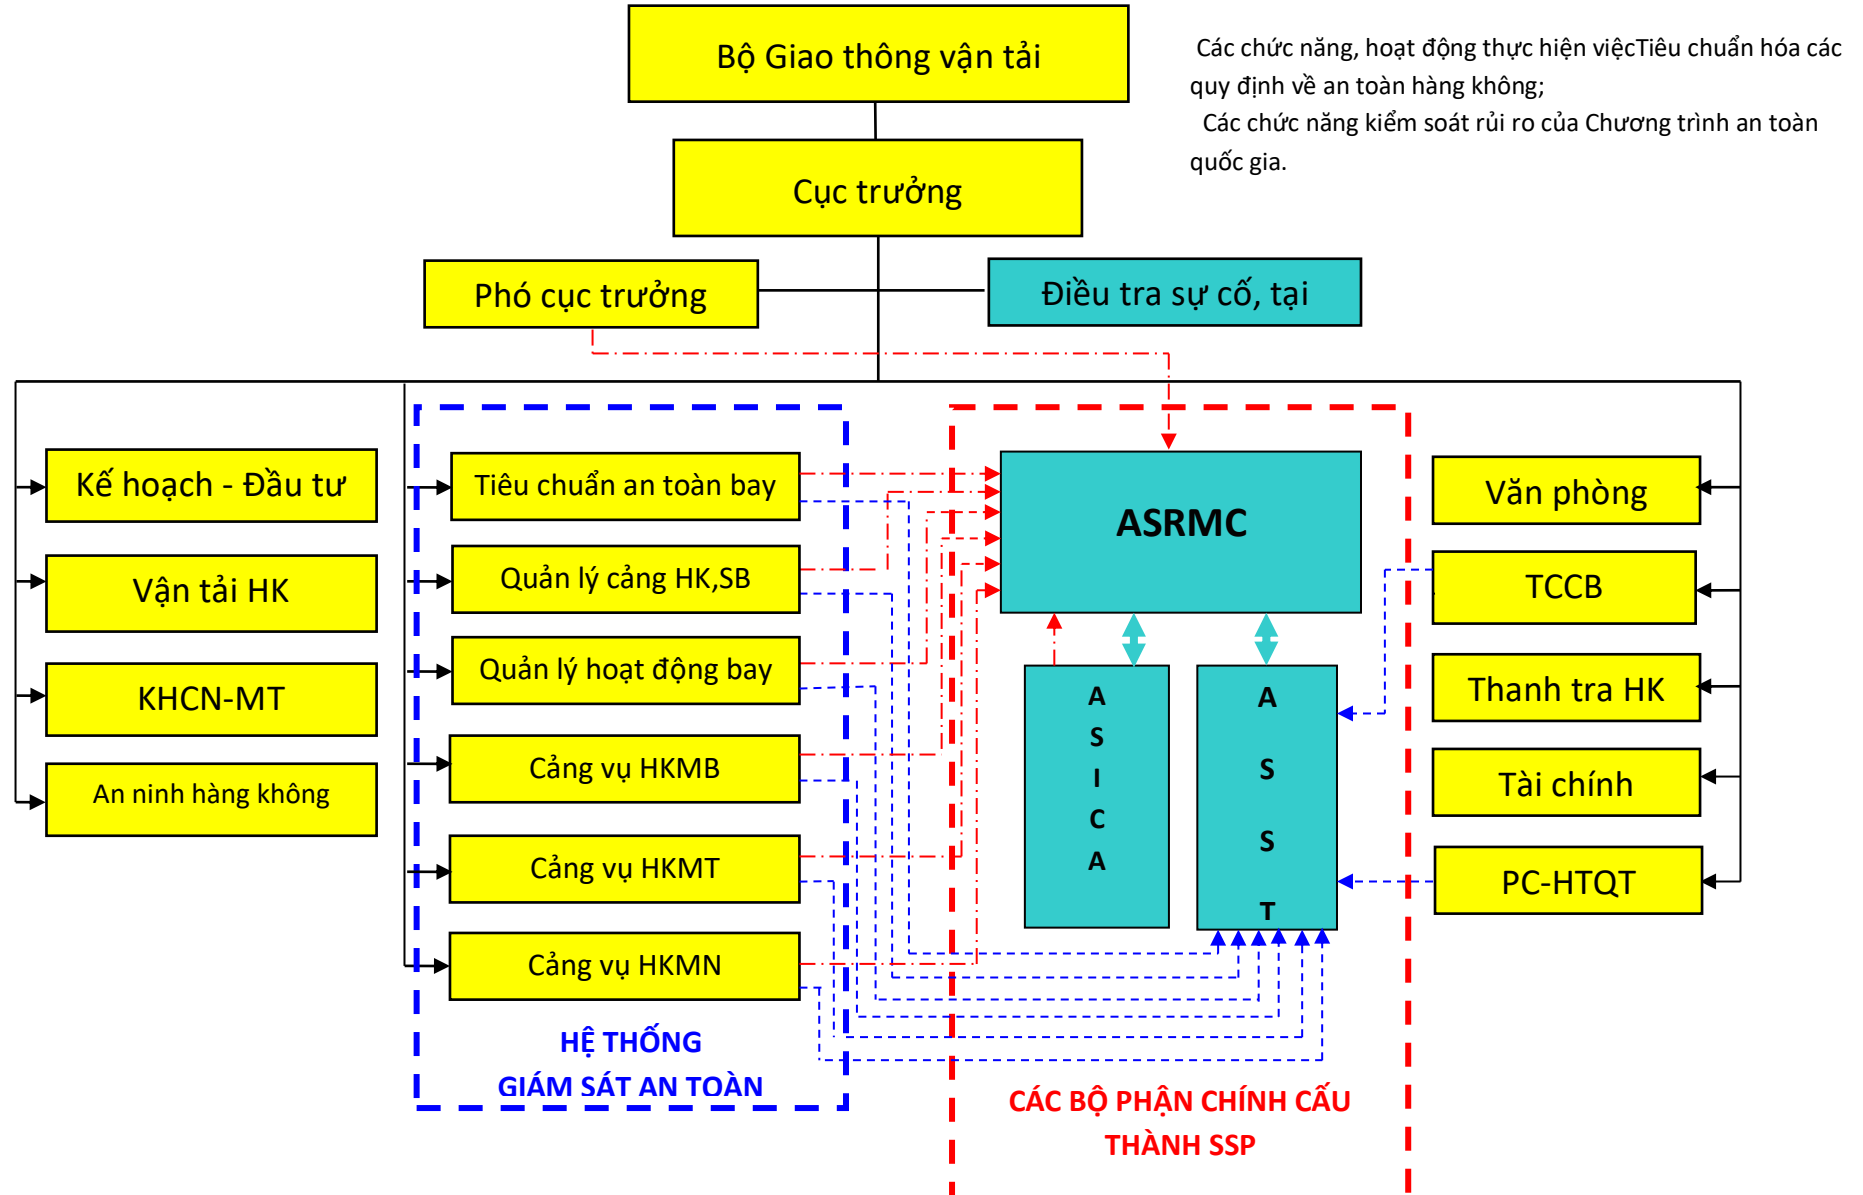 Bộ Giao thông vận tải
Các chức năng, hoạt động thực hiện việcTiêu chuẩn hóa các
quy định về an toàn hàng không;
Các chức năng kiểm soát rủi ro của Chương trình an toàn
quốc gia.
Cục trưởng
Phó cục trưởng
Điều tra sự cố, tại
Kế hoạch - Đầu tư
Vận tải HK
KHCN-MT
An ninh hàng không
Tiêu chuẩn an toàn bay
Quản lý cảng HK,SB
Quản lý hoạt động bay
Cảng vụ HKMB
Cảng vụ HKMT
Cảng vụ HKMN
HỆ THỐNG
GIÁM SÁT AN TOÀN
ASRMC
A
S
I
C
A
A
S
S
T
CÁC BỘ PHẬN CHÍNH CẤU
THÀNH SSP
Văn phòng
TCCB
Thanh tra HK
Tài chính
PC-HTQT